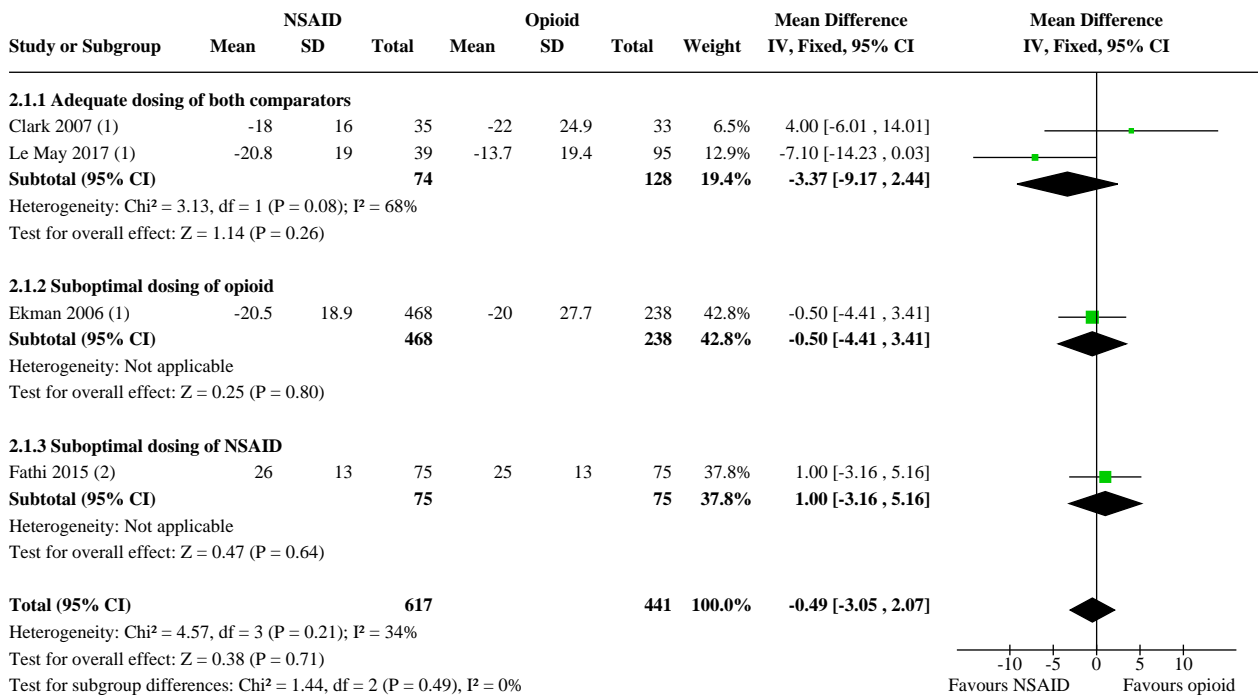 NSAID Opioid Mean Difference Mean Difference
Study or Subgroup Mean SD Total Mean SD Total Weight IV, Fixed, 95% CI IV, Fixed, 95% CI
2.1.1 Adequate dosing of both comparators
Clark 2007 (1) -18 16 35 -22 24.9 33 6.5% 4.00 [-6.01 , 14.01]
Le May 2017 (1) -20.8 19 39 -13.7 19.4 95 12.9% -7.10 [-14.23 , 0.03]
Subtotal (95% CI) 74 128 19.4% -3.37 [-9.17 , 2.44]
Heterogeneity: Chi² = 3.13, df = 1 (P = 0.08); I² = 68%
Test for overall effect: Z = 1.14 (P = 0.26)
2.1.2 Suboptimal dosing of opioid
Ekman 2006 (1) -20.5 18.9 468 -20 27.7 238 42.8% -0.50 [-4.41 , 3.41]
Subtotal (95% CI) 468 238 42.8% -0.50 [-4.41 , 3.41]
Heterogeneity: Not applicable
Test for overall effect: Z = 0.25 (P = 0.80)
2.1.3 Suboptimal dosing of NSAID
Fathi 2015 (2) 26 13 75 25 13 75 37.8% 1.00 [-3.16 , 5.16]
Subtotal (95% CI) 75 75 37.8% 1.00 [-3.16 , 5.16]
Heterogeneity: Not applicable
Test for overall effect: Z = 0.47 (P = 0.64)
Total (95% CI) 617 441 100.0% -0.49 [-3.05 , 2.07]
Heterogeneity: Chi² = 4.57, df = 3 (P = 0.21); I² = 34%
Test for overall effect: Z = 0.38 (P = 0.71)
-10 -5 0 5 10
Test for subgroup differences: Chi² = 1.44, df = 2 (P = 0.49), I² = 0%
Favours NSAID Favours opioid